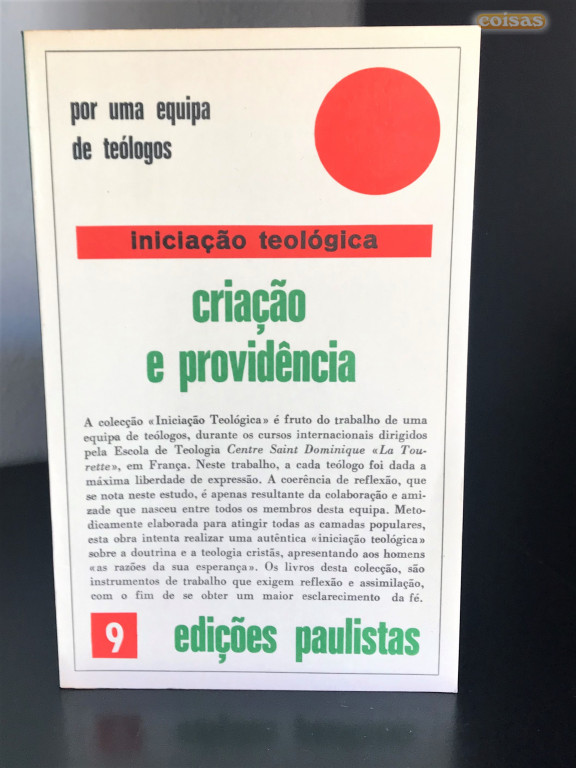 coisas
por uma equipa
de teólogos
iniciação teológica
criação
e providência
A colecção «Iniciação Teológica» é fruto do trabalho de uma
equipa de teólogos, durante os cursos internacionais dirigidos
pela Escola de Teologia Centre Saint Dominique «La Tou-
rette», em França. Neste trabalho, a cada teólogo foi dada a
máxima liberdade de expressão. A coerência de reflexão, que
se nota neste estudo, é apenas resultante da colaboração e ami-
zade que nasceu entre todos os membros desta equipa. Meto-
dicamente elaborada para atingir todas as camadas populares,
esta obra intenta realizar uma autêntica «iniciação teológica»
sobre a doutrina e a teologia cristãs, apresentando aos homens
«as razões da sua esperança». Os livros desta colecção, são
instrumentos de trabalho que exigem reflexão e assimilação,
com o fim de se obter um maior esclarecimento da fé.
9 edições paulistas